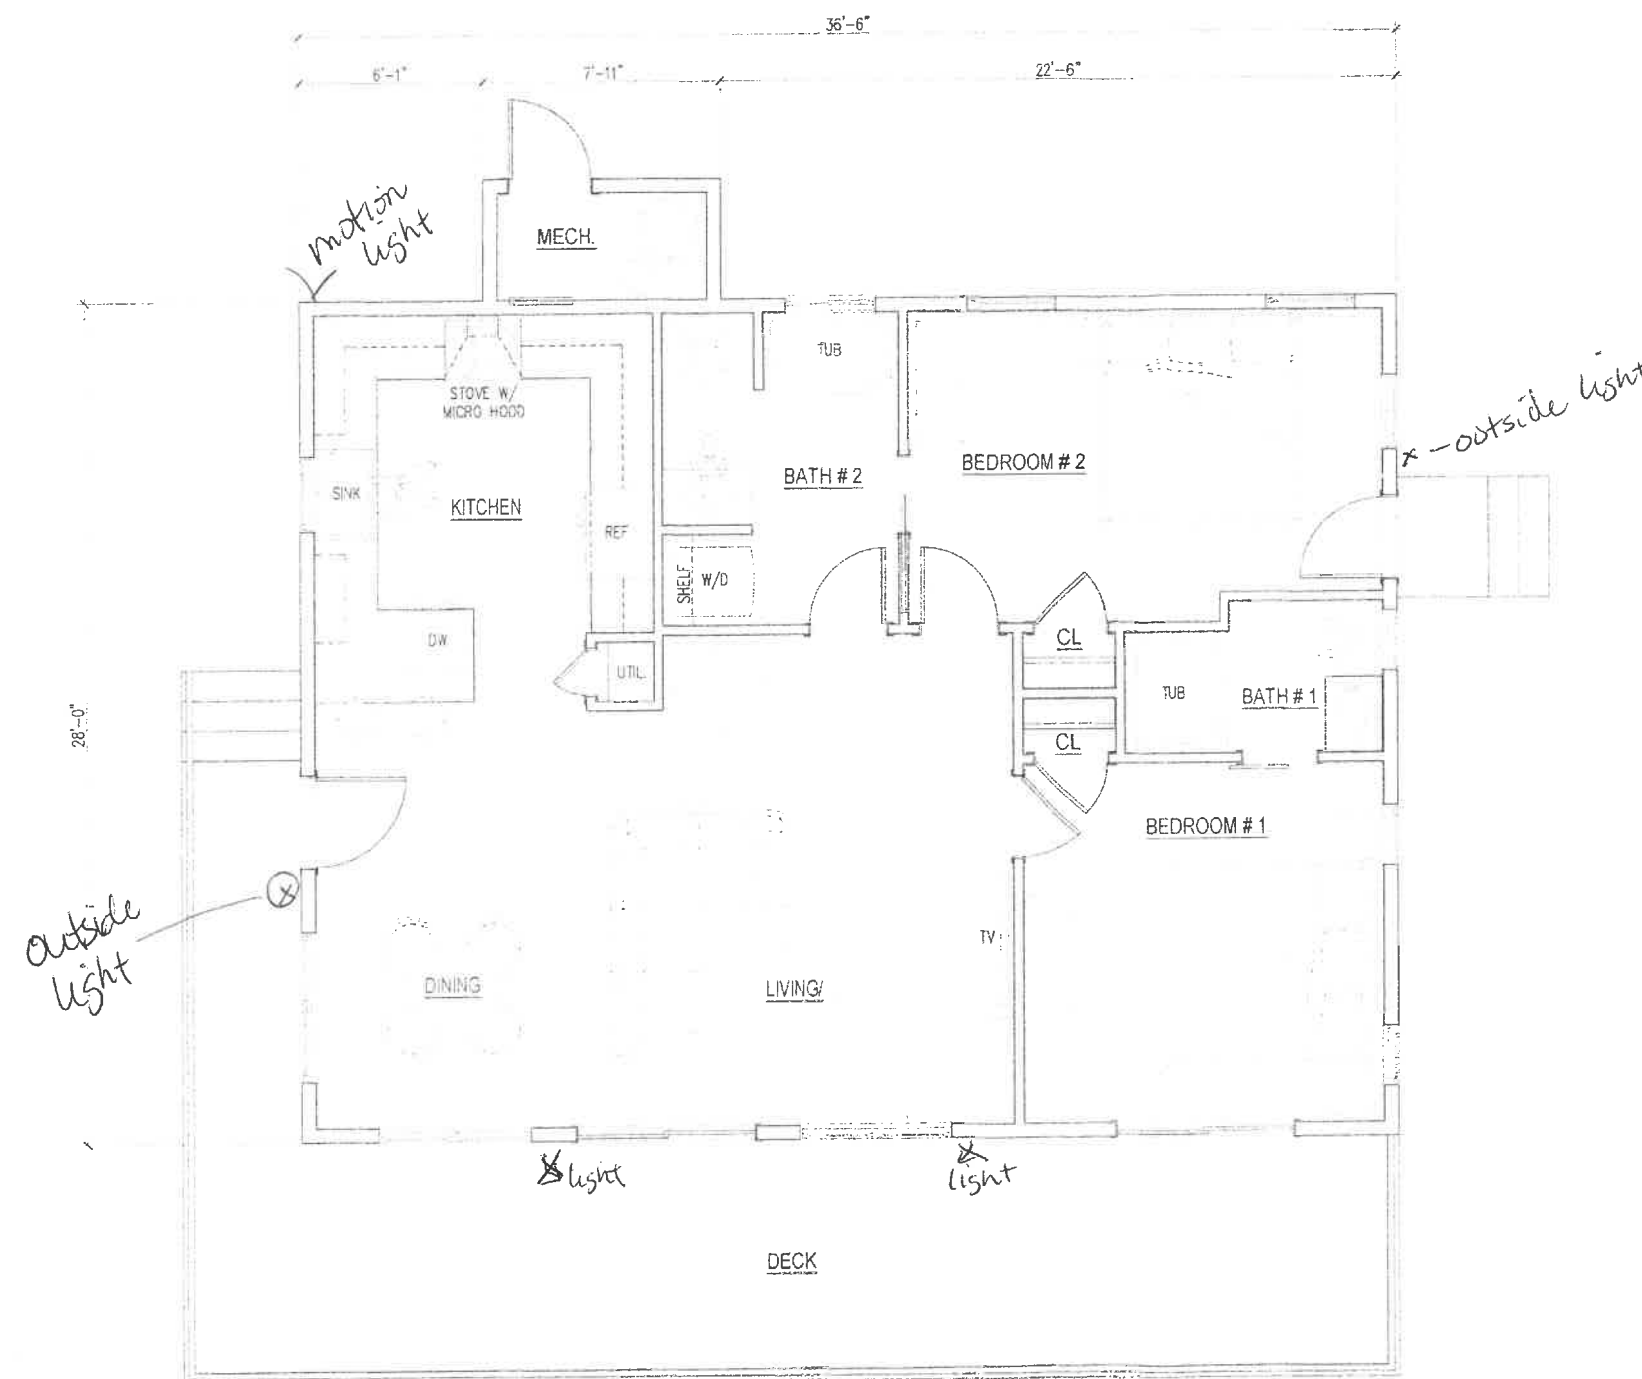 36'-6"
6'-1"
7'-11"
22'-6"
motion
light
MECH.
TUB
STOVE W/
MICRO HOOD
x - outside light
BATH # 2
BEDROOM # 2
SINK
KITCHEN
REF
SHELF
W/D
CL
DW
UTIL.
TUB
BATH # 1
28'-0"
CL
BEDROOM # 1
outside
light
TV
DINING
LIVING/
light
light
DECK